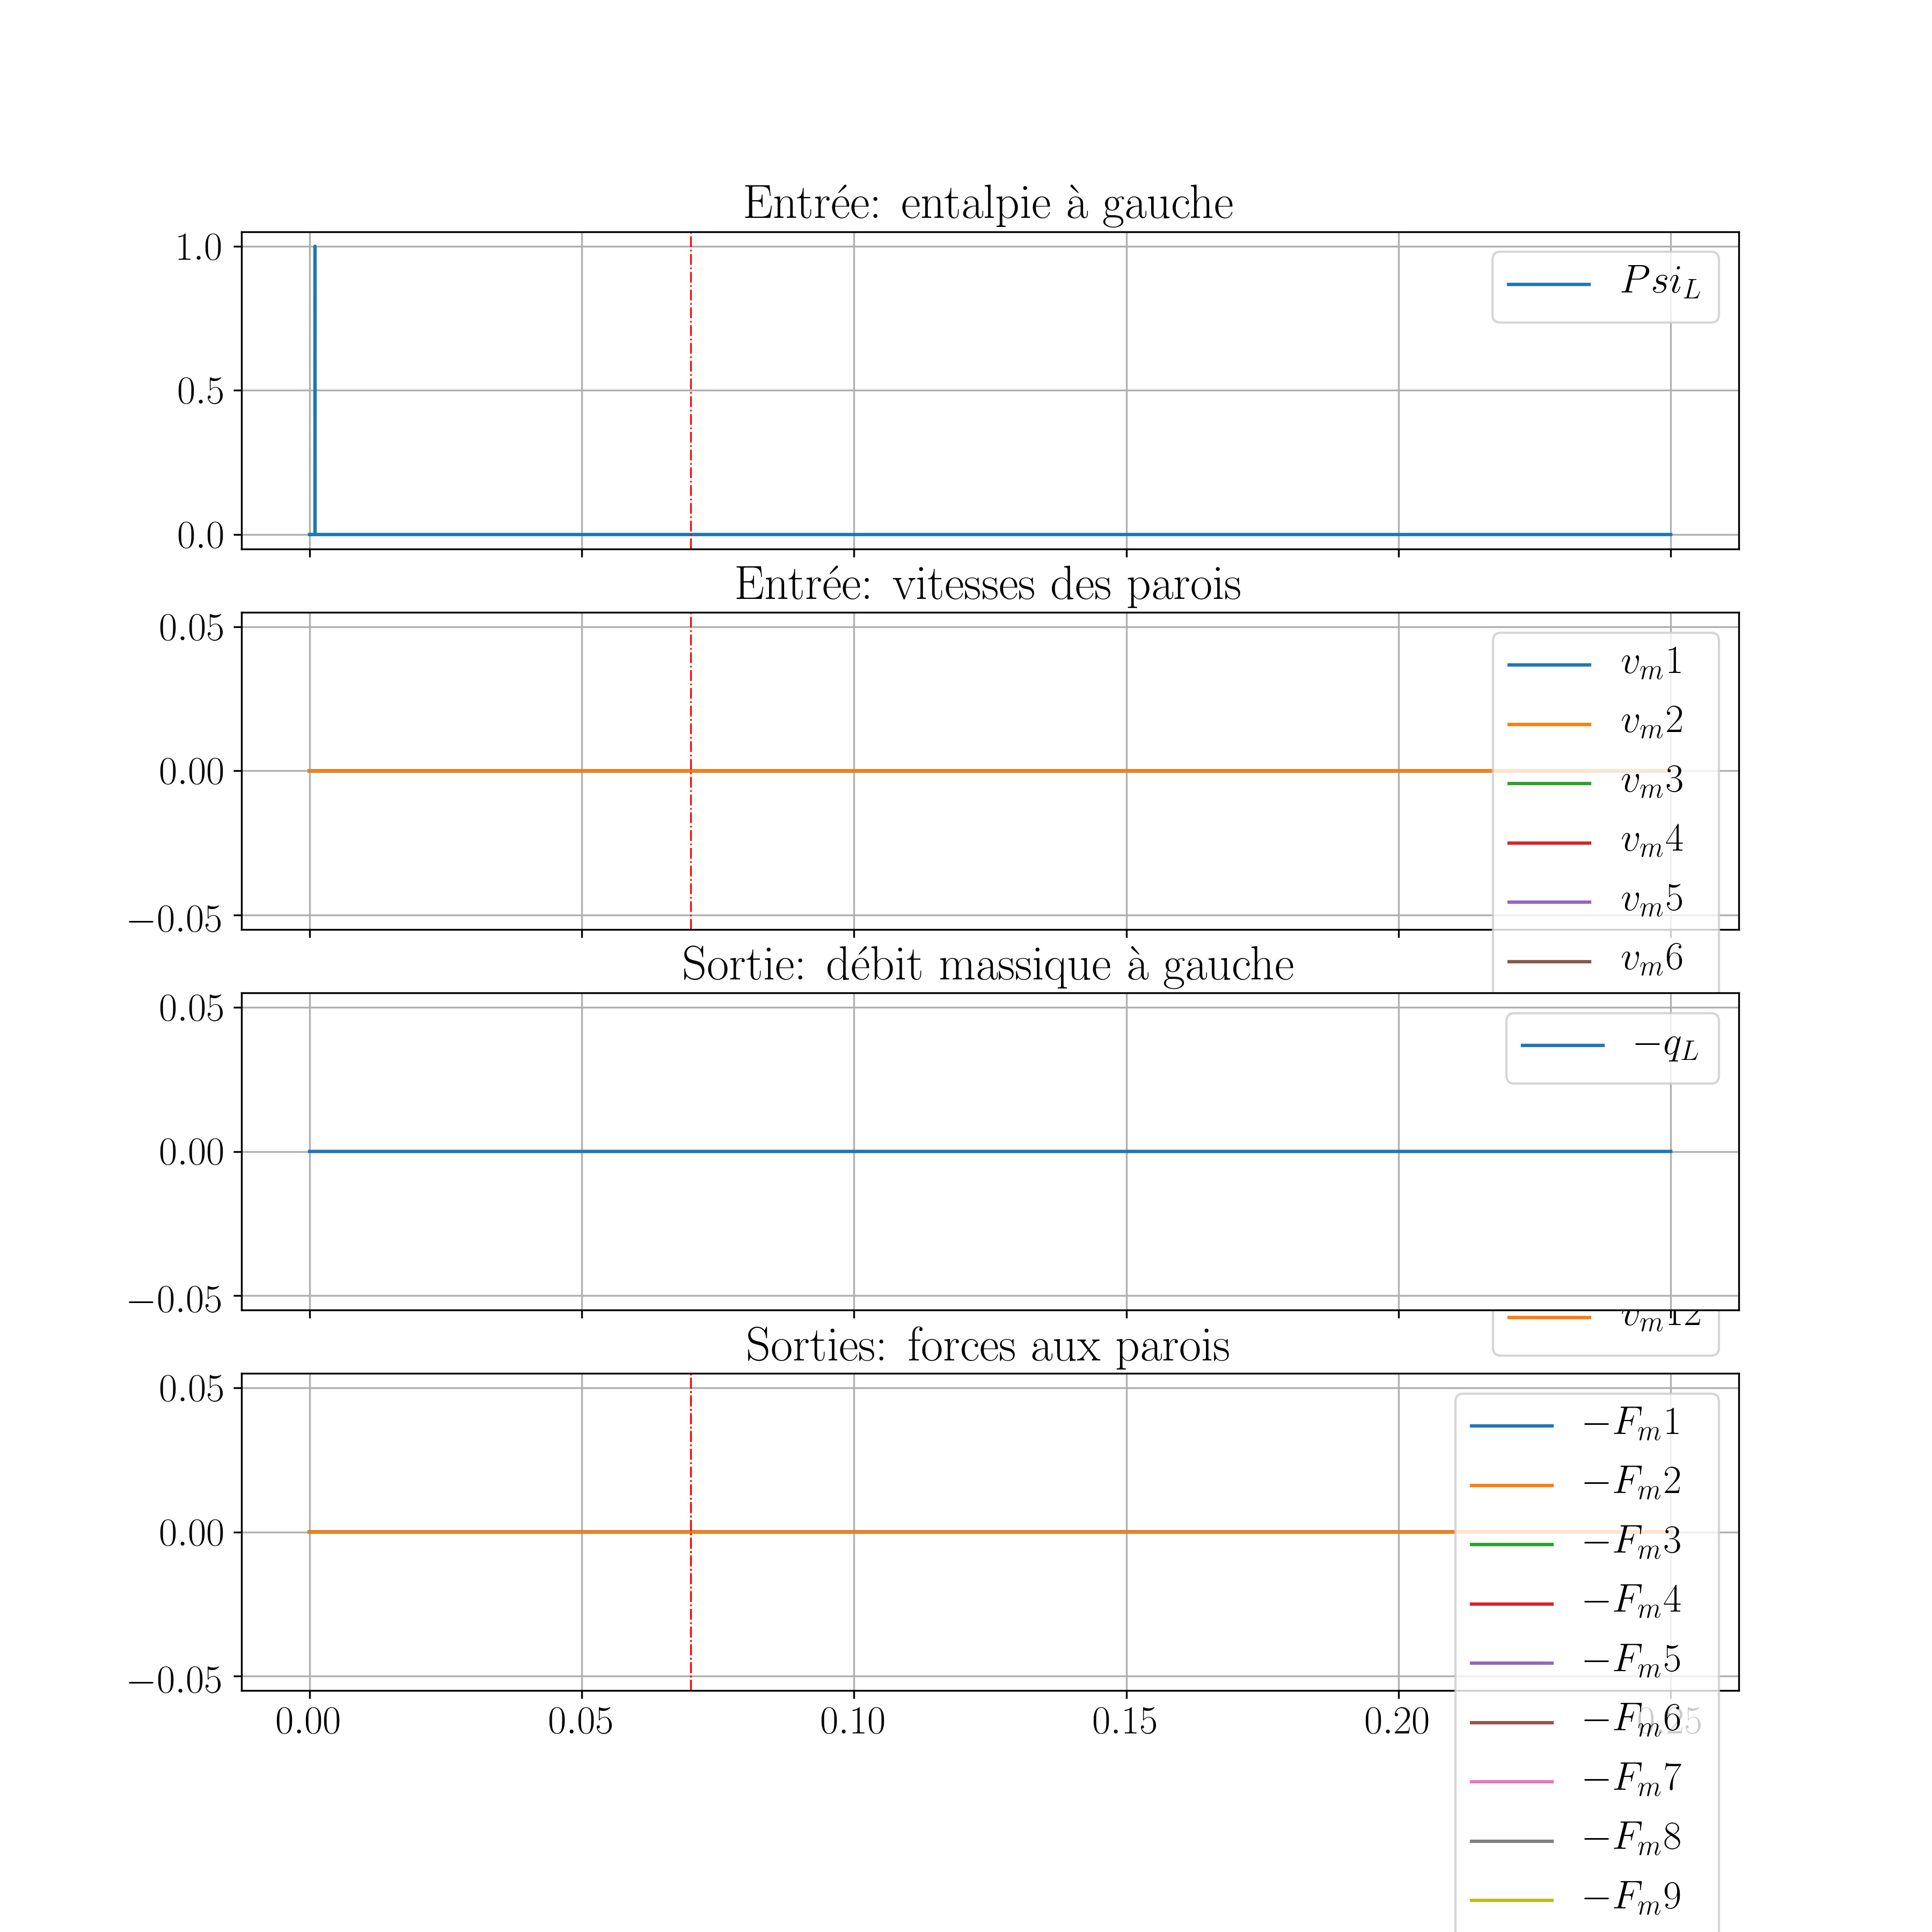 Entrée: entalpie à gauche
1.0
0.5
0.0
Psi_L
Entrée: vitesses des parois
0.05
0.00
−0.05
v_m1
v_m2
v_m3
v_m4
v_m5
v_m6
Sortie: débit massique à gauche
0.05
0.00
−0.05
−q_L
v_m12
Sorties: forces aux parois
0.05
0.00
−0.05
−F_m1
−F_m2
−F_m3
−F_m4
−F_m5
−F_m6
−F_m7
−F_m8
−F_m9
0.00 0.05 0.10 0.15 0.20 0.25